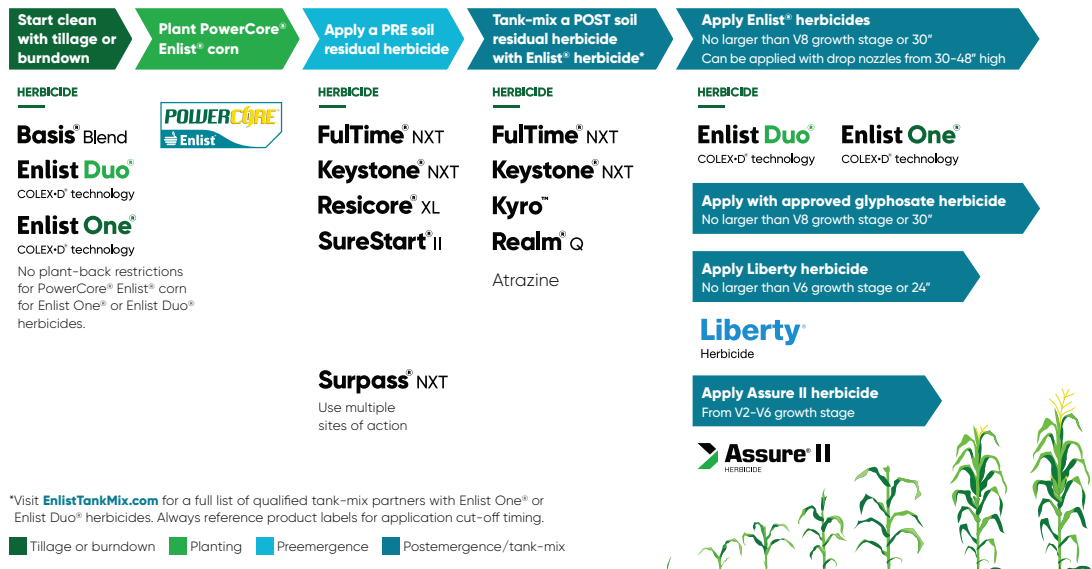 Start clean
with tillage or
burndown
Plant PowerCore®
Enlist® corn
Apply a PRE soil
residual herbicide
Tank-mix a POST soil
residual herbicide
with Enlist® herbicide*
Apply Enlist® herbicides
No larger than V8 growth stage or 30”
Can be applied with drop nozzles from 30-48” high
HERBICIDE
Basis® Blend
Enlist Duo®
COLEX•D® technology
Enlist One®
COLEX•D® technology
No plant-back restrictions
for PowerCore® Enlist® corn
for Enlist One® or Enlist Duo®
herbicides.
POWERCORE™
Enlist®
HERBICIDE
FulTime® NXT
Keystone® NXT
Resicore® XL
SureStart® II
Surpass® NXT
Use multiple
sites of action
HERBICIDE
FulTime® NXT
Keystone® NXT
Kyro™
Realm® Q
Atrazine
HERBICIDE
Enlist Duo®
COLEX•D® technology
Enlist One®
COLEX•D® technology
Apply with approved glyphosate herbicide
No larger than V8 growth stage or 30”
Apply Liberty herbicide
No larger than V6 growth stage or 24”
Liberty®
Herbicide
Apply Assure II herbicide
From V2-V6 growth stage
Assure® II
HERBICIDE
*Visit EnlistTankMix.com for a full list of qualified tank-mix partners with Enlist One® or
Enlist Duo® herbicides. Always reference product labels for application cut-off timing.
Tillage or burndown
Planting
Preemergence
Postemergence/tank-mix